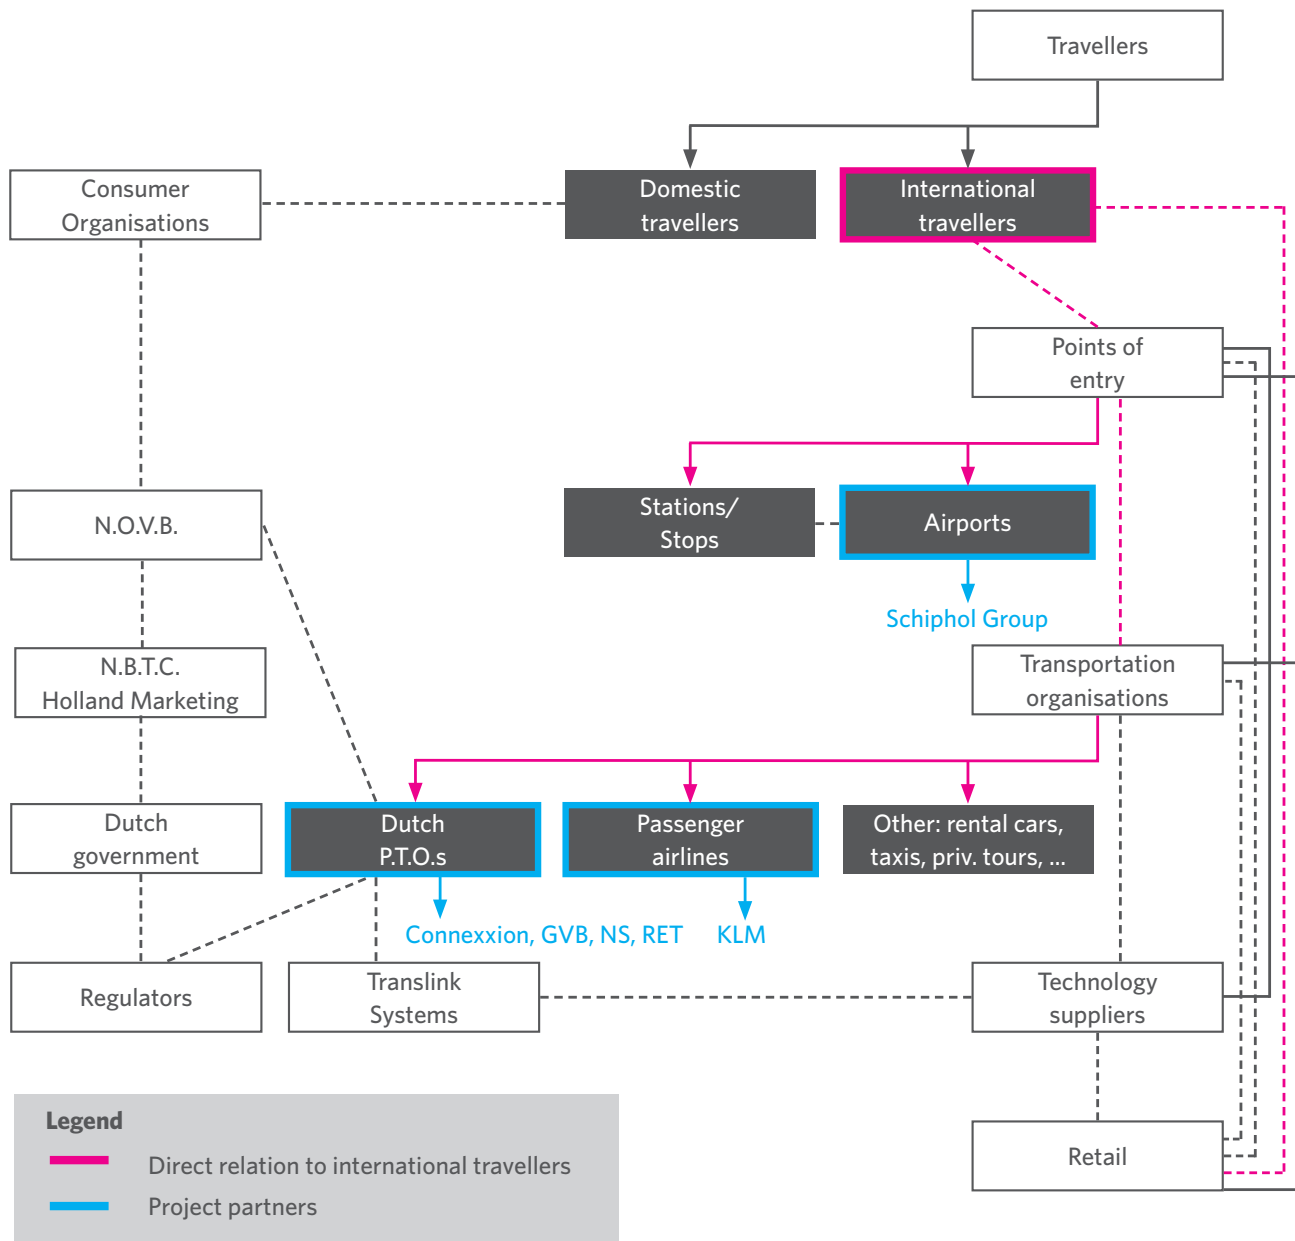 Travellers
Consumer
Organisations
Domestic
travellers
International
travellers
Points of
entry
N.O.V.B.
Stations/
Stops
Airports
Schiphol Group
N.B.T.C.
Holland Marketing
Transportation
organisations
Dutch
government
Dutch
P.T.O.s
Passenger
airlines
Other: rental cars,
taxis, priv. tours, ...
Connexxion, GVB, NS, RET
KLM
Regulators
Translink
Systems
Technology
suppliers
Retail
Legend
Direct relation to international travellers
Project partners